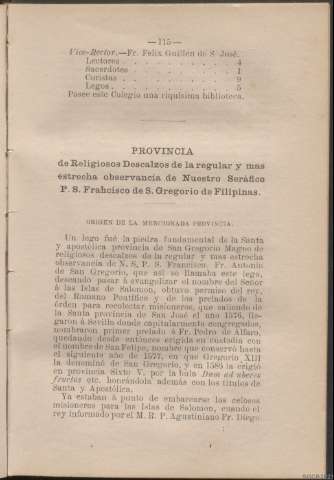 —115—
Vice-Rector.—Fr. Felix Guillen de S. José.
Lectores . . . . . . . . . 4
Sacerdotes . . . . . . . . 1
Coristas . . . . . . . . . 9
Legos . . . . . . . . . . 5
Posee este Colegio una riquisima biblioteca.
PROVINCIA
de Religiosos Descalzos de la regular y mas
estrecha observancia de Nuestro Seráfico
P. S. Francisco de S. Gregorio de Filipinas.
ORIGEN DE LA MENCIONADA PROVINCIA.
Un lego fué la piedra fundamental de la Santa
y apostólica provincia de San Gregorio Magno de
religiosos descalzos de la regular y mas estrecha
observancia de N. S. P. S. Francisco. Fr. Antonio
de San Gregorio, que asi se llamaba este lego,
deseando pasar á evangelizar el nombre del Señor
á las Islas de Salomon, obtuvo permiso del rey,
del Romano Pontífice y de los prelados de la
órden para recolectar misioneros, que saliendo de
la Santa provincia de San José el año 1576, lle-
garon á Sevilla donde capitularmente congregados,
nombraron primer prelado á Fr. Pedro de Alfaro,
quedando desde entonces erigida en custodia con
el nombre de San Felipe, nombre que conservó hasta
el siguiente año de 1577, en que Gregorio XIII
la denominó de San Gregorio, y en 1586 la erigió
en provincia Sixto V, por la bula Dum ad uberes
fructus etc, honrándola además con los títulos de
Santa y Apostólica.
Ya estaban á punto de embarcarse los celosos
misioneros para las Islas de Salomon, cuando el
rey informado por el M. R. P. Agustiniano Fr. Diego